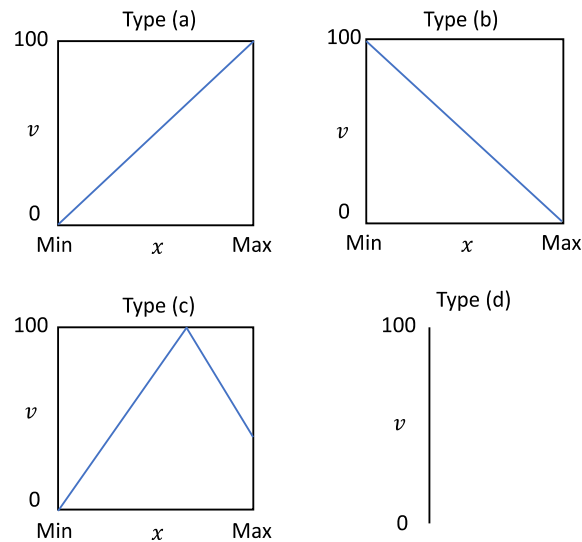 Type (a)
100
v
0
Min x Max
Type (b)
100
v
0
Min x Max
Type (c)
100
v
0
Min x Max
Type (d)
100
v
0